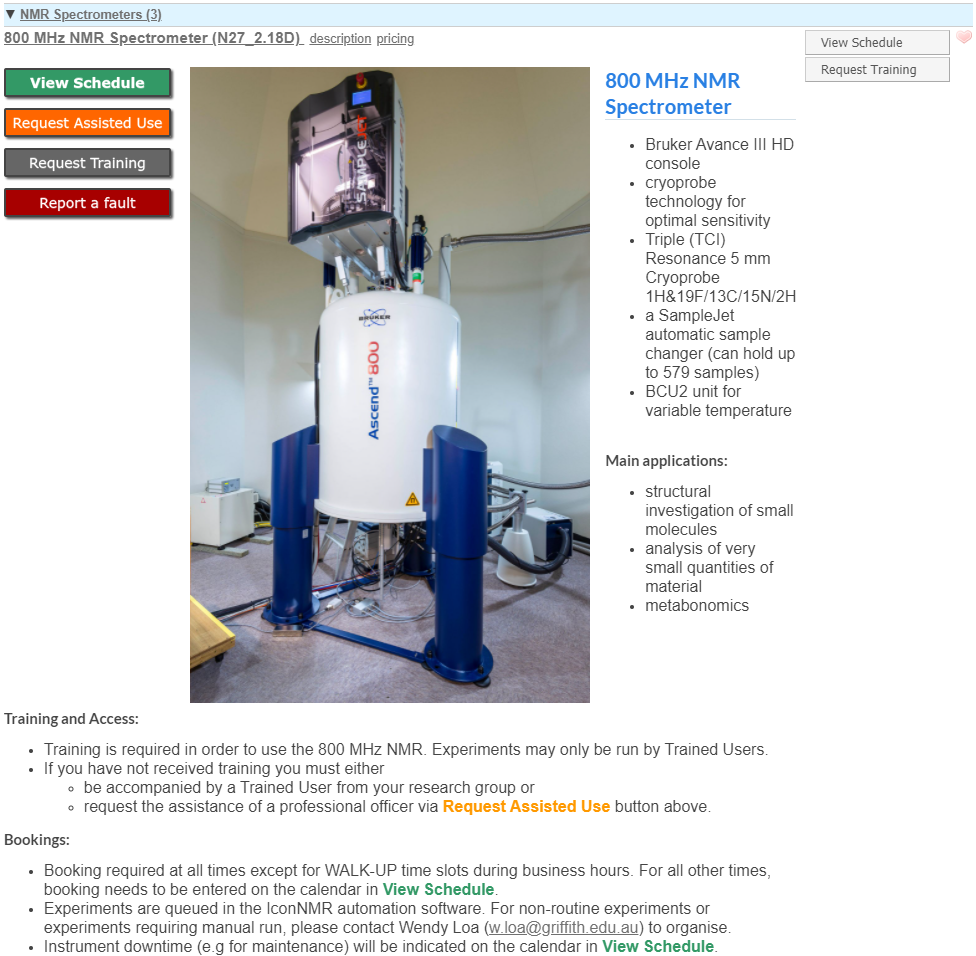 ▼ NMR Spectrometers (3)
800 MHz NMR Spectrometer (N27_2.18D) description pricing
View Schedule
Request Training
View Schedule
Request Assisted Use
Request Training
Report a fault
SAMPLEJET
BRUKER
Ascend™ 800
800 MHz NMR
Spectrometer
• Bruker Avance III HD
console
• cryoprobe
technology for
optimal sensitivity
• Triple (TCI)
Resonance 5 mm
Cryoprobe
1H&19F/13C/15N/2H
• a SampleJet
automatic sample
changer (can hold up
to 579 samples)
• BCU2 unit for
variable temperature
Main applications:
• structural
investigation of small
molecules
• analysis of very
small quantities of
material
• metabonomics
Training and Access:
• Training is required in order to use the 800 MHz NMR. Experiments may only be run by Trained Users.
• If you have not received training you must either
◦ be accompanied by a Trained User from your research group or
◦ request the assistance of a professional officer via Request Assisted Use button above.
Bookings:
• Booking required at all times except for WALK-UP time slots during business hours. For all other times,
booking needs to be entered on the calendar in View Schedule.
• Experiments are queued in the IconNMR automation software. For non-routine experiments or
experiments requiring manual run, please contact Wendy Loa (w.loa@griffith.edu.au) to organise.
• Instrument downtime (e.g for maintenance) will be indicated on the calendar in View Schedule.